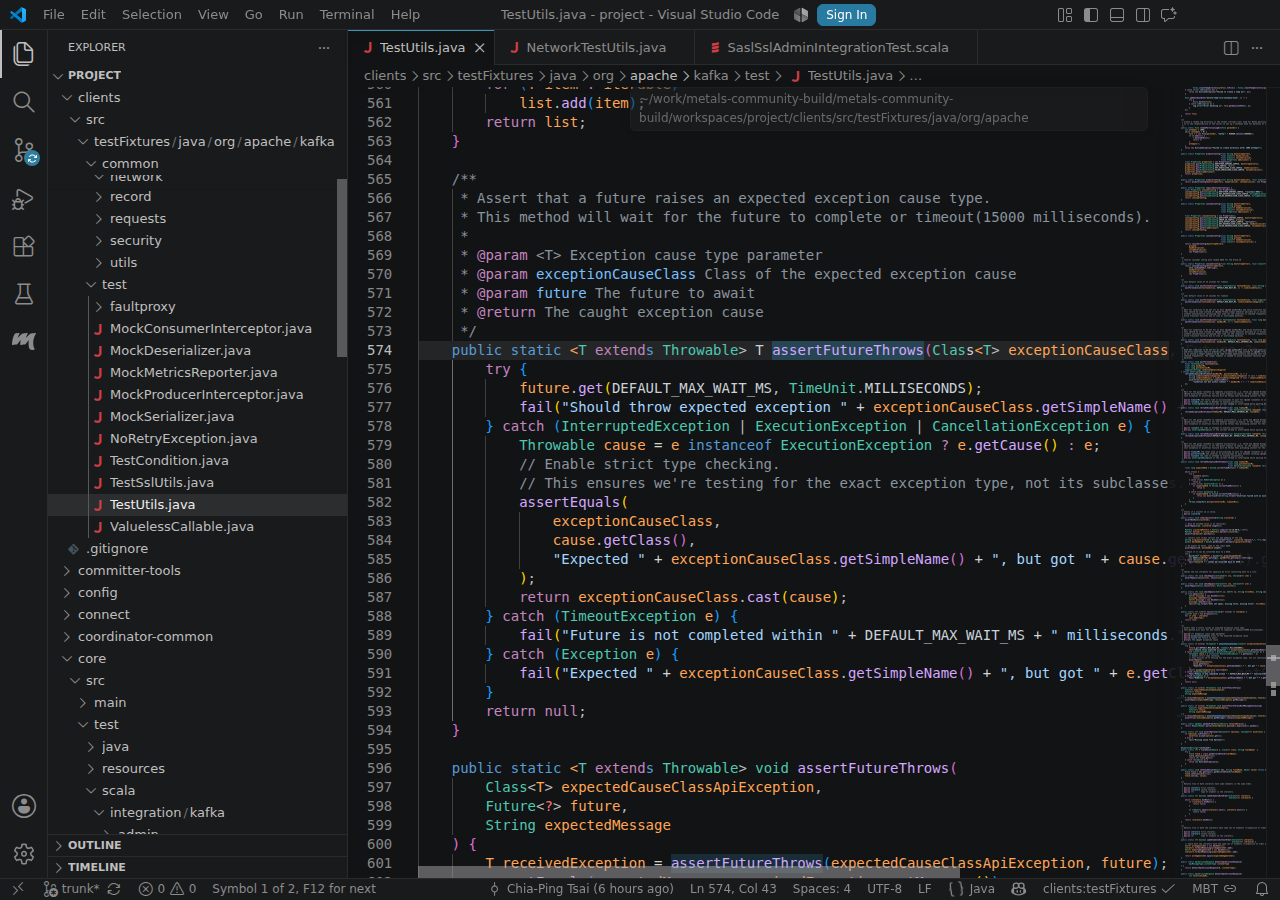 File Edit Selection View Go Run Terminal Help TestUtils.java - project - Visual Studio Code Sign In
EXPLORER
PROJECT
clients
src
testFixtures/java/org/apache/kafka
common
network
record
requests
security
utils
test
faultproxy
MockConsumerInterceptor.java
MockDeserializer.java
MockMetricsReporter.java
MockProducerInterceptor.java
MockSerializer.java
NoRetryException.java
TestCondition.java
TestSslUtils.java
TestUtils.java
ValuelessCallable.java
.gitignore
committer-tools
config
connect
coordinator-common
core
src
main
test
java
resources
scala
integration/kafka
admin
OUTLINE
TIMELINE
TestUtils.java NetworkTestUtils.java SaslSslAdminIntegrationTest.scala
clients > src > testFixtures > java > org > apache > kafka > test > TestUtils.java > ...
~/work/metals-community-build/metals-community-
build/workspaces/project/clients/src/testFixtures/java/org/apache
561 list.add(item);
562 return list;
563 }
564
565 /**
566 * Assert that a future raises an expected exception cause type.
567 * This method will wait for the future to complete or timeout(15000 milliseconds).
568 *
569 * @param <T> Exception cause type parameter
570 * @param exceptionCauseClass Class of the expected exception cause
571 * @param future The future to await
572 * @return The caught exception cause
573 */
574 public static <T extends Throwable> T assertFutureThrows(Class<T> exceptionCauseClass
575 try {
576 future.get(DEFAULT_MAX_WAIT_MS, TimeUnit.MILLISECONDS);
577 fail("Should throw expected exception " + exceptionCauseClass.getSimpleName()
578 } catch (InterruptedException | ExecutionException | CancellationException e) {
579 Throwable cause = e instanceof ExecutionException ? e.getCause() : e;
580 // Enable strict type checking.
581 // This ensures we're testing for the exact exception type, not its subclasses.
582 assertEquals(
583 exceptionCauseClass,
584 cause.getClass(),
585 "Expected " + exceptionCauseClass.getSimpleName() + ", but got " + cause.
586 );
587 return exceptionCauseClass.cast(cause);
588 } catch (TimeoutException e) {
589 fail("Future is not completed within " + DEFAULT_MAX_WAIT_MS + " milliseconds
590 } catch (Exception e) {
591 fail("Expected " + exceptionCauseClass.getSimpleName() + ", but got " + e.get
592 }
593 return null;
594 }
595
596 public static <T extends Throwable> void assertFutureThrows(
597 Class<T> expectedCauseClassApiException,
598 Future<?> future,
599 String expectedMessage
600 ) {
601 T receivedException = assertFutureThrows(expectedCauseClassApiException, future);
trunk* 0 0 Symbol 1 of 2, F12 for next Chia-Ping Tsai (6 hours ago) Ln 574, Col 43 Spaces: 4 UTF-8 LF { } Java clients:testFixtures MBT